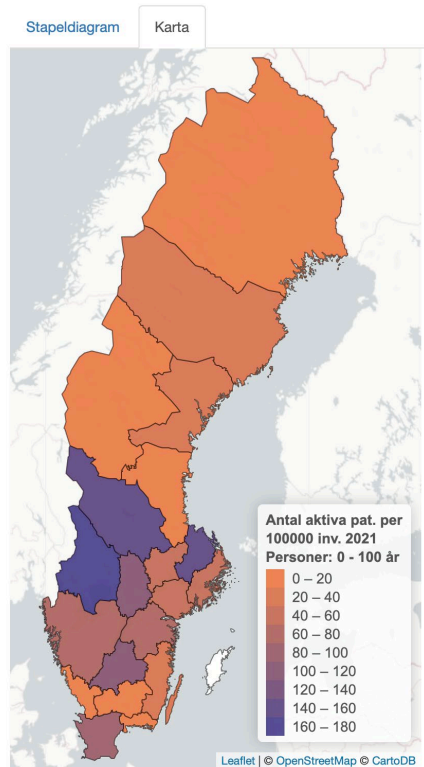 Stapeldiagram
Karta
Antal aktiva pat. per
100000 inv. 2021
Personer: 0 - 100 år
0 – 20
20 – 40
40 – 60
60 – 80
80 – 100
100 – 120
120 – 140
140 – 160
160 – 180
Leaflet | © OpenStreetMap © CartoDB